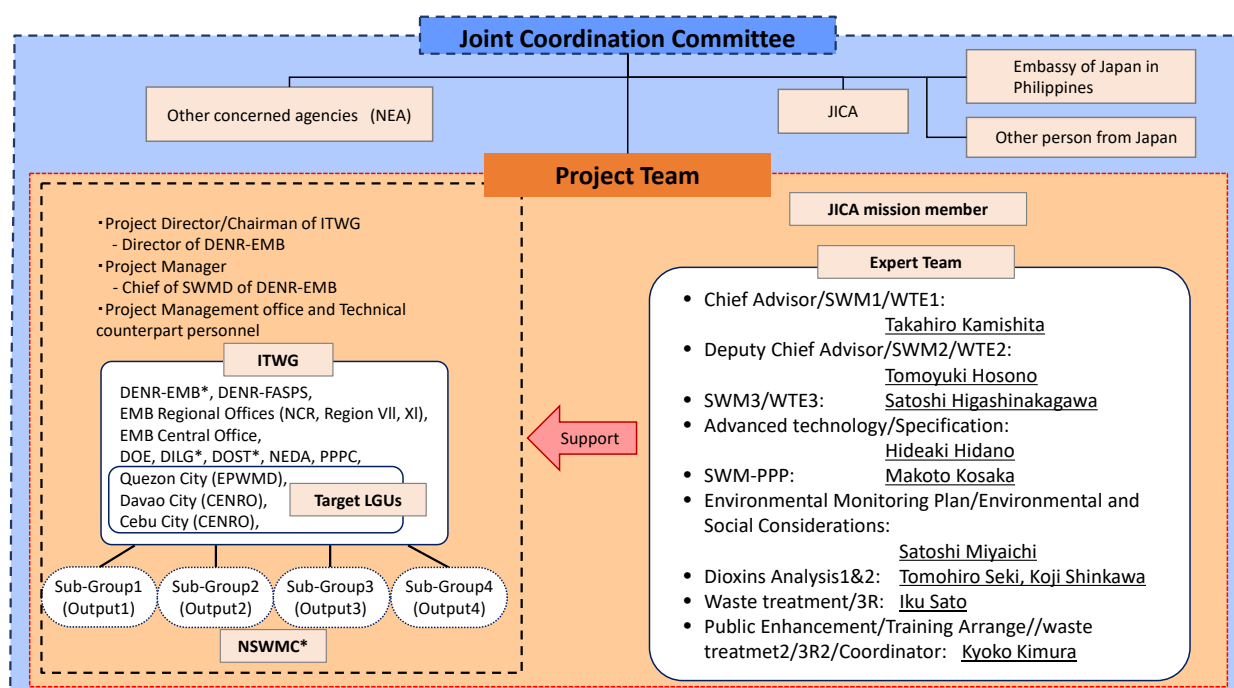 Joint Coordination Committee
Other concerned agencies (NEA)
JICA
Embassy of Japan in
Philippines
Other person from Japan
Project Team
・Project Director/Chairman of ITWG
- Director of DENR-EMB
・Project Manager
- Chief of SWMD of DENR-EMB
・Project Management office and Technical
counterpart personnel
ITWG
DENR-EMB*, DENR-FASPS,
EMB Regional Offices (NCR, Region Vll, Xl),
EMB Central Office,
DOE, DILG*, DOST*, NEDA, PPPC,
Quezon City (EPWMD),
Davao City (CENRO),
Cebu City (CENRO),
Target LGUs
Sub-Group1
(Output1)
Sub-Group2
(Output2)
Sub-Group3
(Output3)
Sub-Group4
(Output4)
NSWMC*
Support
JICA mission member
Expert Team
• Chief Advisor/SWM1/WTE1:
Takahiro Kamishita
• Deputy Chief Advisor/SWM2/WTE2:
Tomoyuki Hosono
• SWM3/WTE3: Satoshi Higashinakagawa
• Advanced technology/Specification:
Hideaki Hidano
• SWM-PPP: Makoto Kosaka
• Environmental Monitoring Plan/Environmental and
Social Considerations:
Satoshi Miyaichi
• Dioxins Analysis1&2: Tomohiro Seki, Koji Shinkawa
• Waste treatment/3R: Iku Sato
• Public Enhancement/Training Arrange//waste
treatmet2/3R2/Coordinator: Kyoko Kimura